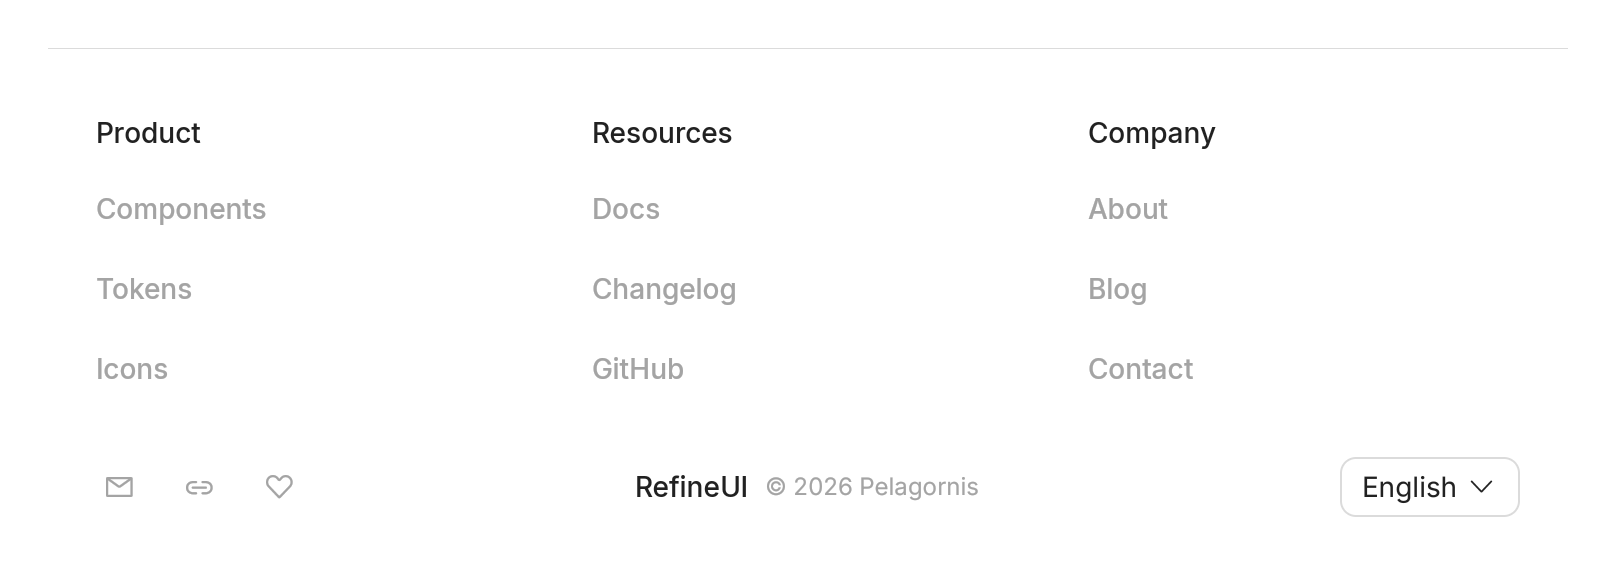 Product
Components
Tokens
Icons
Resources
Docs
Changelog
GitHub
Company
About
Blog
Contact
RefineUI © 2026 Pelagornis
English